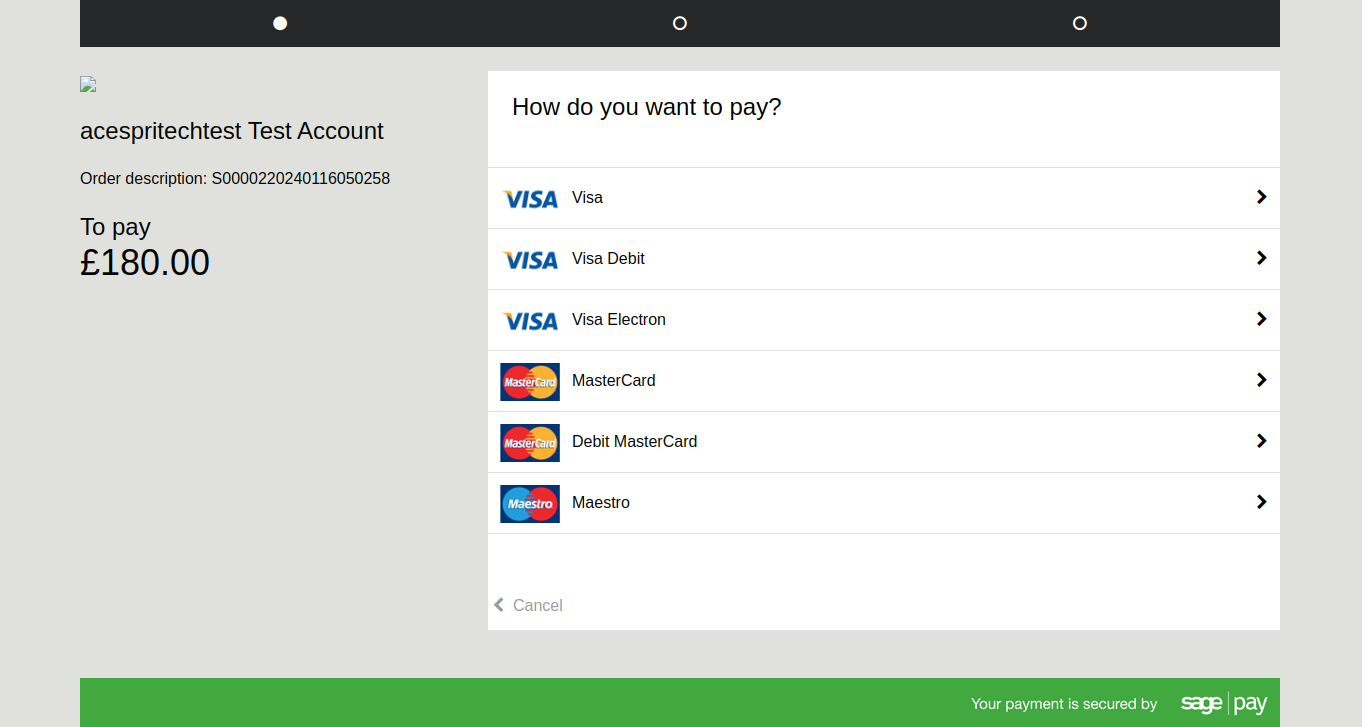 acespritechtest Test Account
Order description: S0000220240116050258
To pay
£180.00
How do you want to pay?
VISA Visa
VISA Visa Debit
VISA Visa Electron
MasterCard MasterCard
MasterCard Debit MasterCard
Maestro Maestro
Cancel
Your payment is secured by sage pay